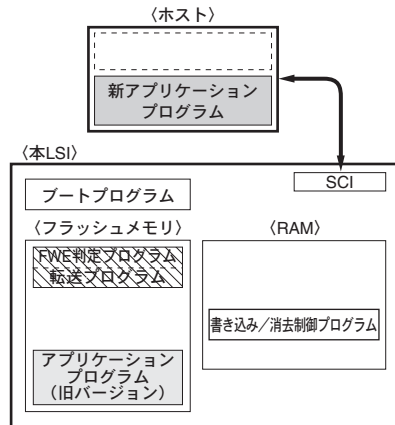 〈ホスト〉
新アプリケーション
プログラム
〈本LSI〉
SCI
ブートプログラム
〈フラッシュメモリ〉
〈RAM〉
FWE判定プログラム
転送プログラム
書き込み/消去制御プログラム
アプリケーション
プログラム
(旧バージョン)